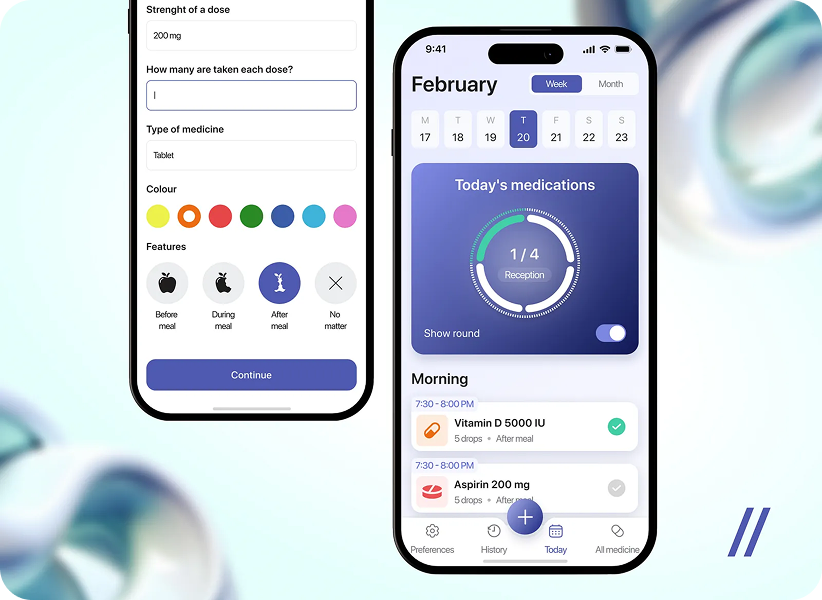 Strenght of a dose
200 mg
How many are taken each dose?
Type of medicine
Tablet
Colour
Features
Before
meal
During
meal
After
meal
No
matter
Continue
9:41
February
Week
Month
M
T
W
T
F
S
S
17
18
19
20
21
22
23
Today's medications
1 / 4
Reception
Show round
Morning
7:30 - 8:00 PM
Vitamin D 5000 IU
5 drops • After meal
7:30 - 8:00 PM
Aspirin 200 mg
5 drops • After meal
Preferences
History
Today
All medicine